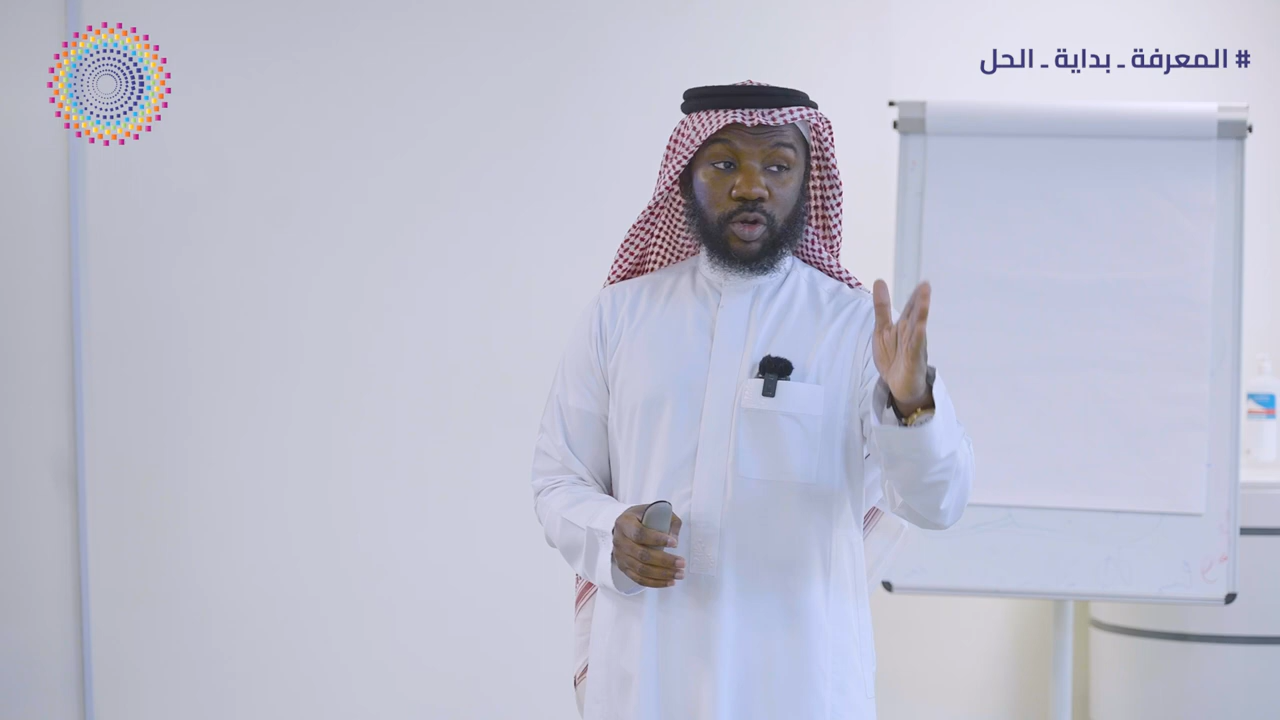 # المعرفة ـ بداية ـ الحل